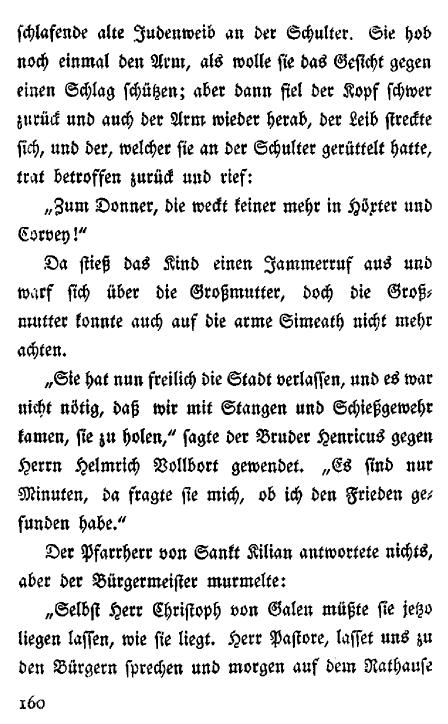 schlafende alte Judenweib an der Schulter. Sie hob
noch einmal den Arm, als wolle sie das Gesicht gegen
einen Schlag schützen; aber dann fiel der Kopf schwer
zurück und auch der Arm wieder herab, der Leib streckte
sich, und der, welcher sie an der Schulter gerüttelt hatte,
trat betroffen zurück und rief:
„Zum Donner, die weckt keiner mehr in Höxter und
Corvey!“
Da stieß das Kind einen Jammerruf aus und
warf sich über die Großmutter, doch die Groß-
mutter konnte auch auf die arme Simeath nicht mehr
achten.
„Sie hat nun freilich die Stadt verlassen, und es war
nicht nötig, daß wir mit Stangen und Schießgewehr
kamen, sie zu holen,“ sagte der Bruder Henricus gegen
Herrn Helmrich Vollbort gewendet. „Es sind nur
Minuten, da fragte sie mich, ob ich den Frieden ge-
funden habe.“
Der Pfarrherr von Sankt Kilian antwortete nichts,
aber der Bürgermeister murmelte:
„Selbst Herr Christoph von Galen müßte sie jetzo
liegen lassen, wie sie liegt. Herr Pastore, lasset uns zu
den Bürgern sprechen und morgen auf dem Rathause
160